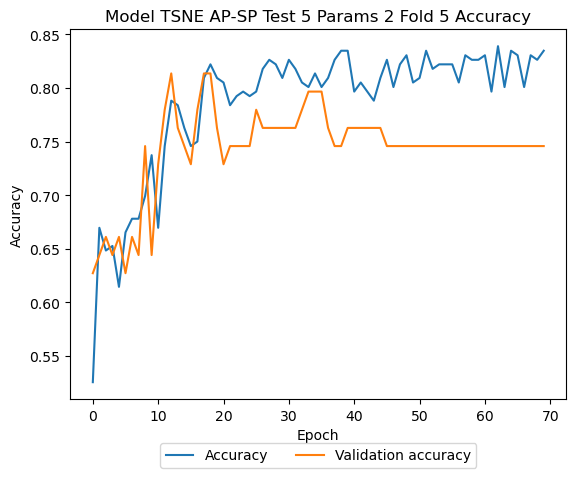 Model TSNE AP-SP Test 5 Params 2 Fold 5 Accuracy
0.85
0.80
0.75
0.70
0.65
0.60
0.55
Accuracy
0 10 20 30 40 50 60 70
Epoch
Accuracy Validation accuracy